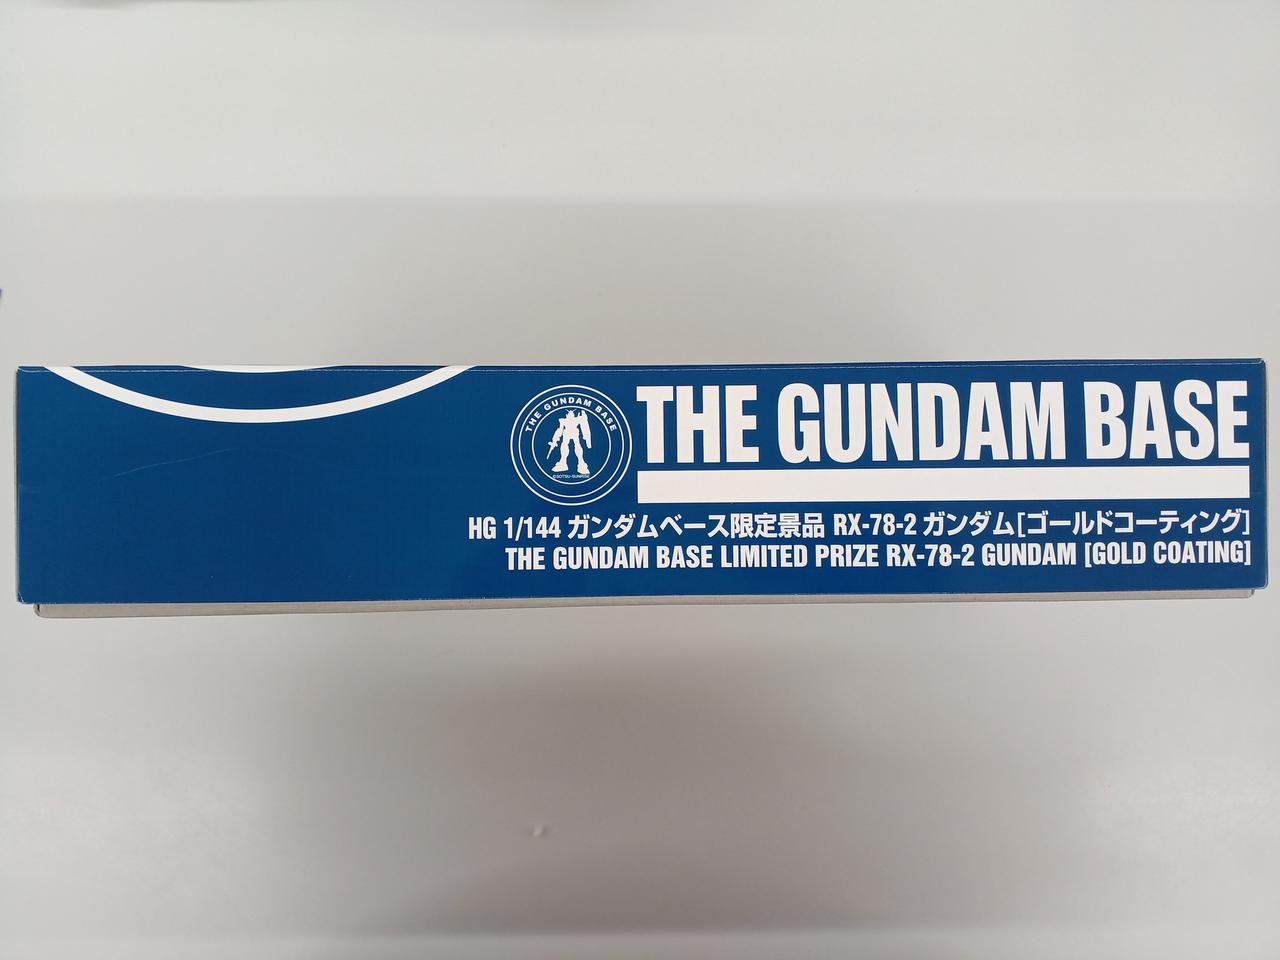 THE GUNDAM BASE
©SOTSU·SUNRISE
THE GUNDAM BASE
HG 1/144 ガンダムベース限定景品 RX-78-2 ガンダム[ゴールドコーティング]
THE GUNDAM BASE LIMITED PRIZE RX-78-2 GUNDAM [GOLD COATING]